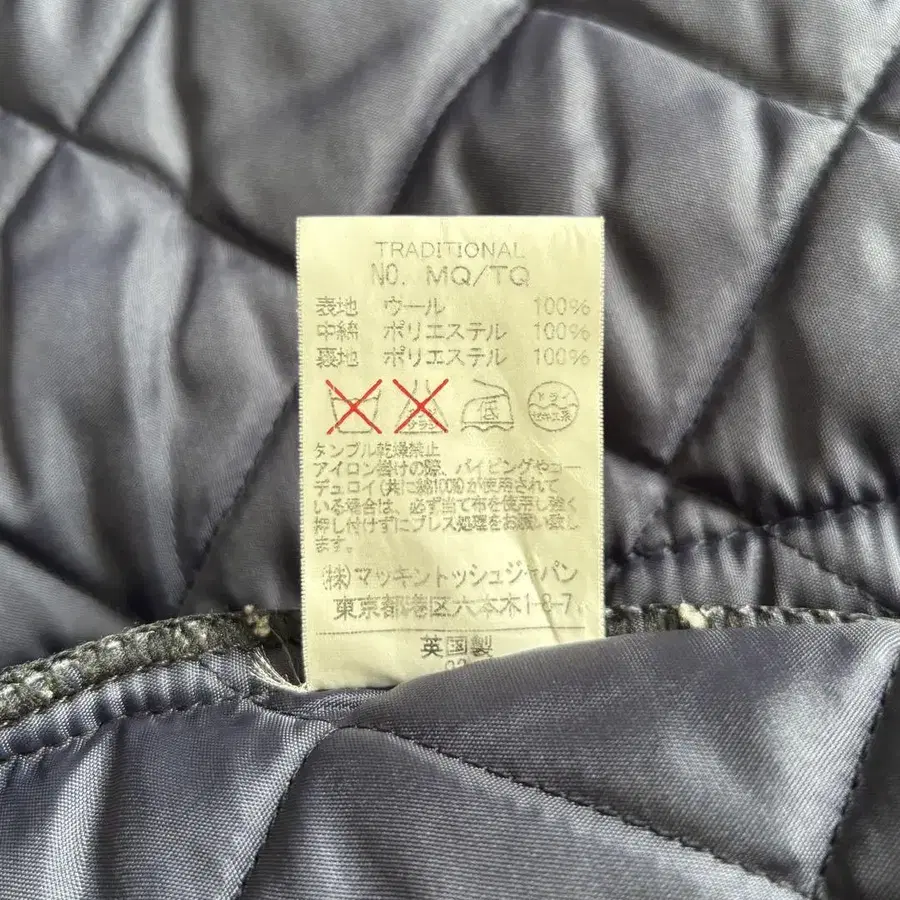 TRADITIONAL
NO. MQ/TQ
表地 ウール 100%
中綿 ポリエステル 100%
裏地 ポリエステル 100%
低 ドライ
タンブル乾燥禁止
アイロン掛けの際、パイピングやコー
デュロイ(共に綿100%)が使用されて
いる場合は、必ず当て布を使用し強く
押し付けずにプレス処理をお願い致し
ます。
(株)マッキントッシュジャパン
東京都港区六本木1-8-7
英国製